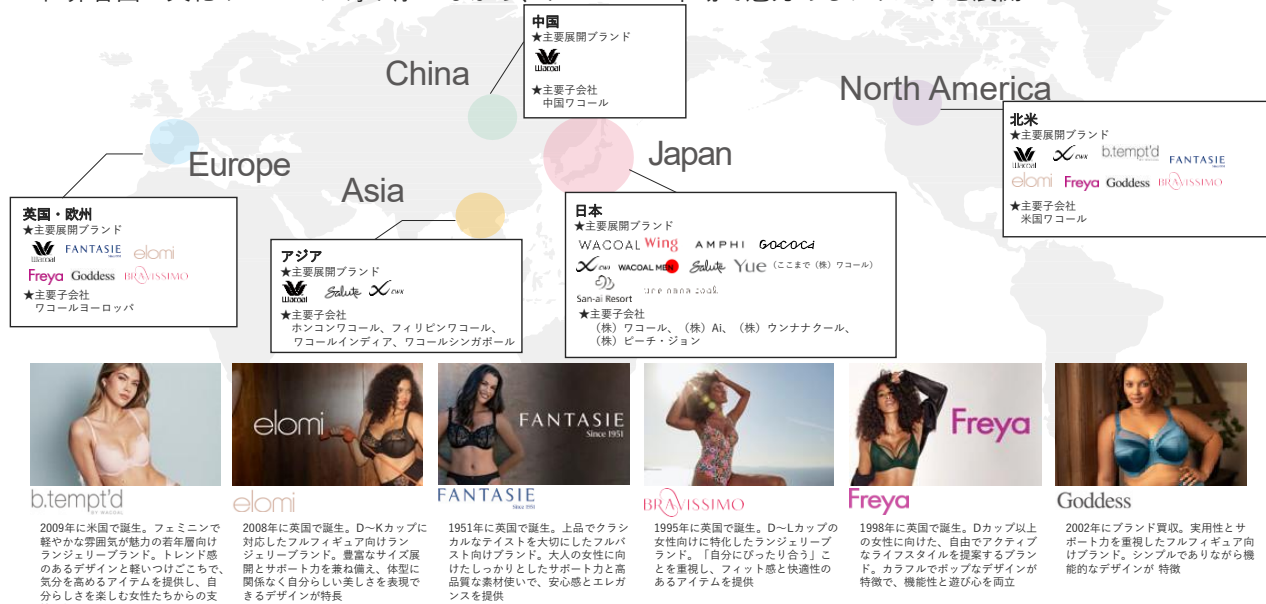 China
North America
Europe
Asia
Japan
中国
★主要展開ブランド
Wacoal
★主要子会社
中国ワコール
北米
★主要展開ブランド
Wacoal CWX b.tempt'd BY WACOAL FANTASIE Since 1951
elomi Freya Goddess BRAVISSIMO
★主要子会社
米国ワコール
英国・欧州
★主要展開ブランド
Wacoal FANTASIE elomi
Freya Goddess BRAVISSIMO
★主要子会社
ワコールヨーロッパ
アジア
★主要展開ブランド
Wacoal Salute CWX
★主要子会社
ホンコンワコール、フィリピンワコール、
ワコールインディア、ワコールシンガポール
日本
★主要展開ブランド
WACOAL Wing AMPHI GOCOCi
CWX WACOAL MEN Salute Yue (ここまで（株）ワコール)
San-ai Resort une nana cool
★主要子会社
（株）ワコール、（株）Ai、（株）ウンナナクール、
（株）ピーチ・ジョン
elomi
FANTASIE
Since 1951
Freya
b.tempt'd
BY WACOAL
2009年に米国で誕生。フェミニンで
軽やかな雰囲気が魅力の若年層向け
ランジェリーブランド。トレンド感
のあるデザインと軽いつけごこちで、
気分を高めるアイテムを提供し、自
分らしさを楽しむ女性たちからの支
elomi
2008年に英国で誕生。D～Kカップに
対応したフルフィギュア向けラン
ジェリーブランド。豊富なサイズ展
開とサポート力を兼ね備え、体型に
関係なく自分らしい美しさを表現で
きるデザインが特長
FANTASIE
Since 1951
1951年に英国で誕生。上品でクラシ
カルなテイストを大切にしたフルバ
スト向けブランド。大人の女性に向
けたしっかりとしたサポート力と高
品質な素材使いで、安心感とエレガ
ンスを提供
BRAVISSIMO
1995年に英国で誕生。D～Lカップの
女性向けに特化したランジェリーブ
ランド。「自分にぴったり合う」こ
とを重視し、フィット感と快適性の
あるアイテムを提供
Freya
1998年に英国で誕生。Dカップ以上
の女性に向けた、自由でアクティブ
なライフスタイルを提案するブラン
ド。カラフルでポップなデザインが
特徴で、機能性と遊び心を両立
Goddess
2002年にブランド買収。実用性とサ
ポート力を重視したフルフィギュア向
けブランド。シンプルでありながら機
能的なデザインが 特徴